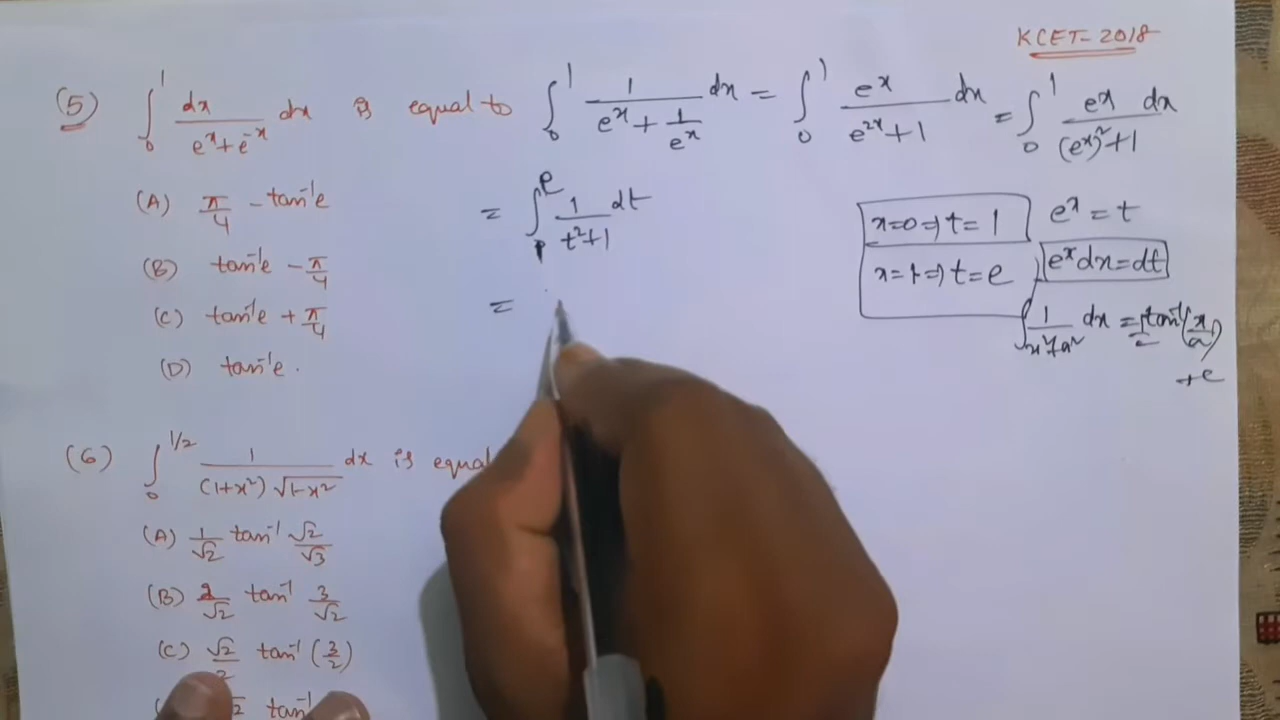 KCET-2018
(5) ∫₀¹ dx/(eˣ+e⁻ˣ) dx is equal to ∫₀¹ 1/(eˣ + 1/eˣ) dx = ∫₀¹ eˣ/(e²ˣ+1) dx = ∫₀¹ eˣ dx/((eˣ)²+1)
(A) π/4 - tan⁻¹e
= ∫₁ᵉ 1/(t²+1) dt
x=0⇒t=1
eˣ=t
(B) tan⁻¹e - π/4
x=1⇒t=e
eˣdx=dt
=
(C) tan⁻¹e + π/4
∫ 1/(x²+a²) dx = 1/a tan⁻¹(x/a)
+c
(D) tan⁻¹e.
(6) ∫₀^1/2 1/((1+x²)√1-x²) dx is equal
(A) 1/√2 tan⁻¹ √2/√3
(B) 2/√2 tan⁻¹ 3/√2
(C) √2/2 tan⁻¹(3/2)
tan⁻¹